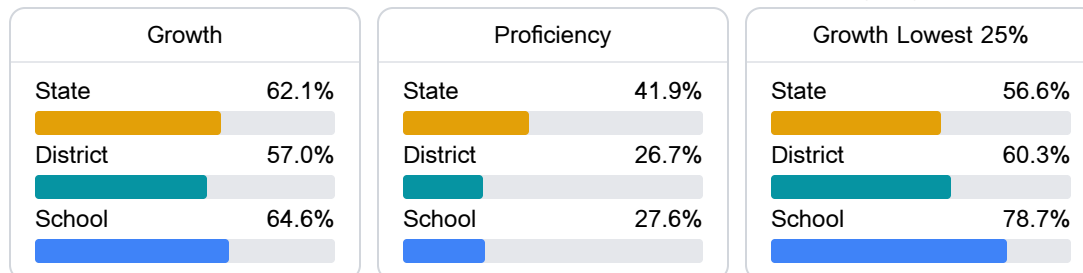 Growth
State 62.1%
District 57.0%
School 64.6%
Proficiency
State 41.9%
District 26.7%
School 27.6%
Growth Lowest 25%
State 56.6%
District 60.3%
School 78.7%